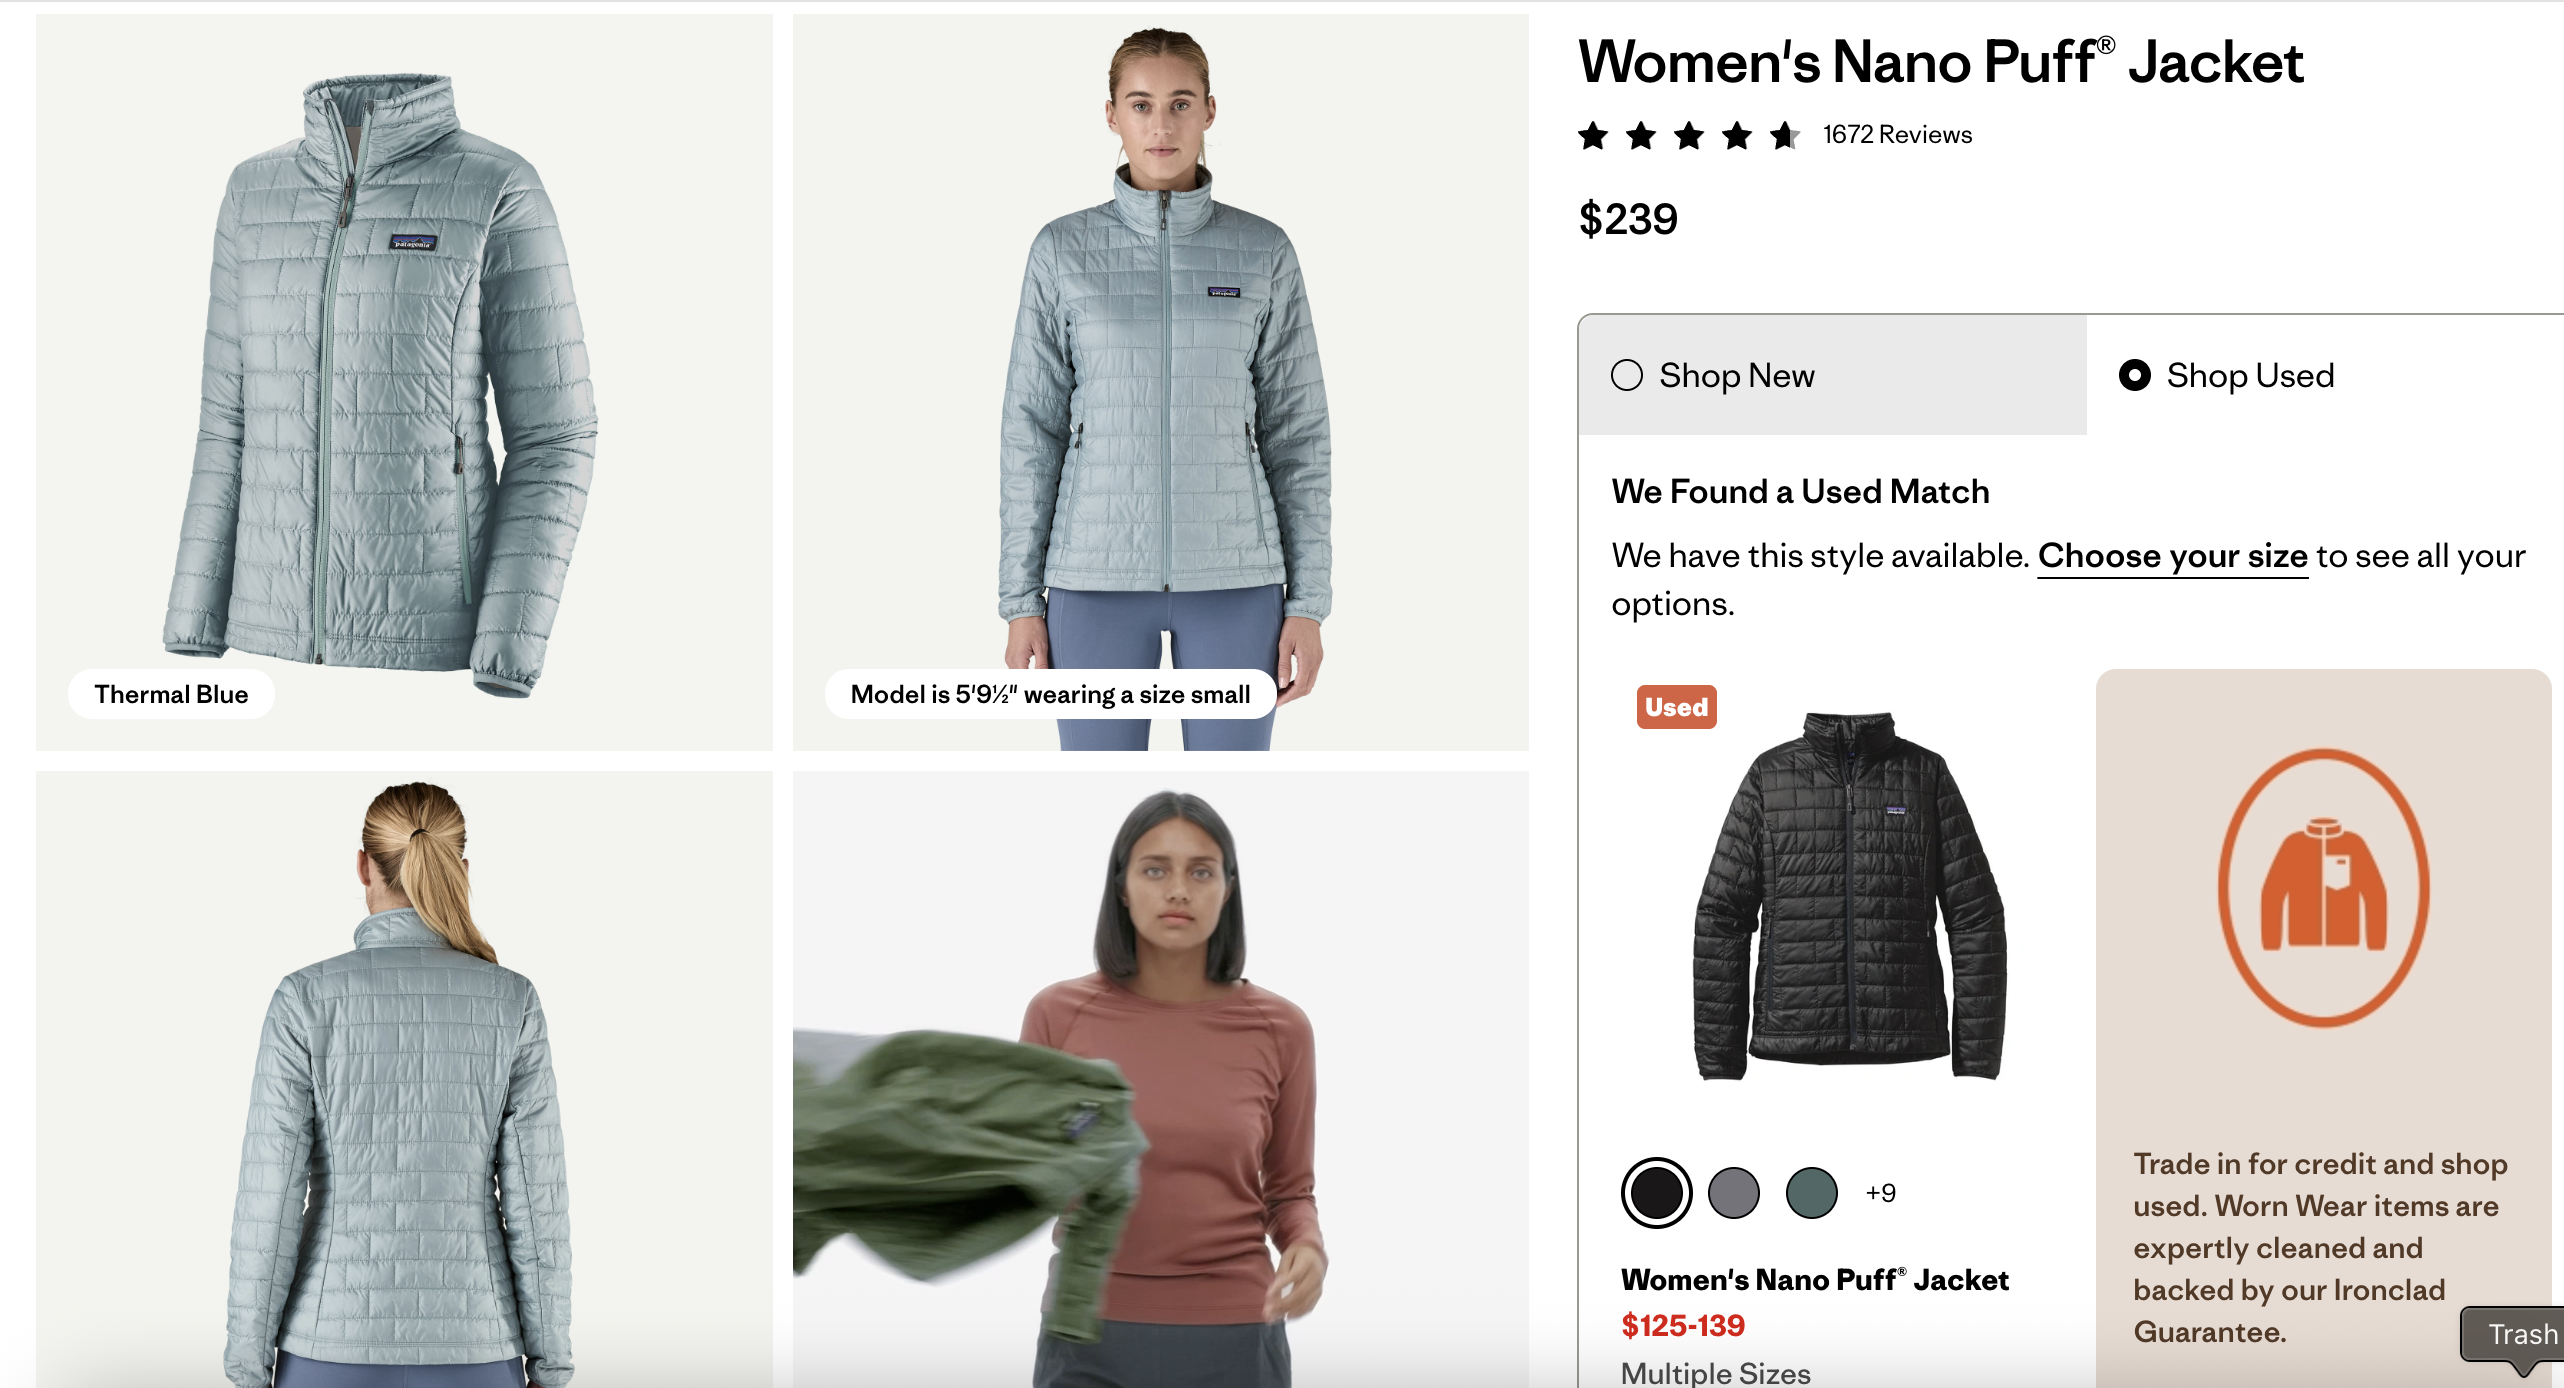 Women's Nano Puff® Jacket
1672 Reviews
$239
Shop New
Shop Used
We Found a Used Match
We have this style available. Choose your size to see all your
options.
Used
+9
Women's Nano Puff® Jacket
$125-139
Multiple Sizes
Trade in for credit and shop
used. Worn Wear items are
expertly cleaned and
backed by our Ironclad
Guarantee.
Trash
patagonia
Thermal Blue
patagonia
Model is 5'9½" wearing a size small